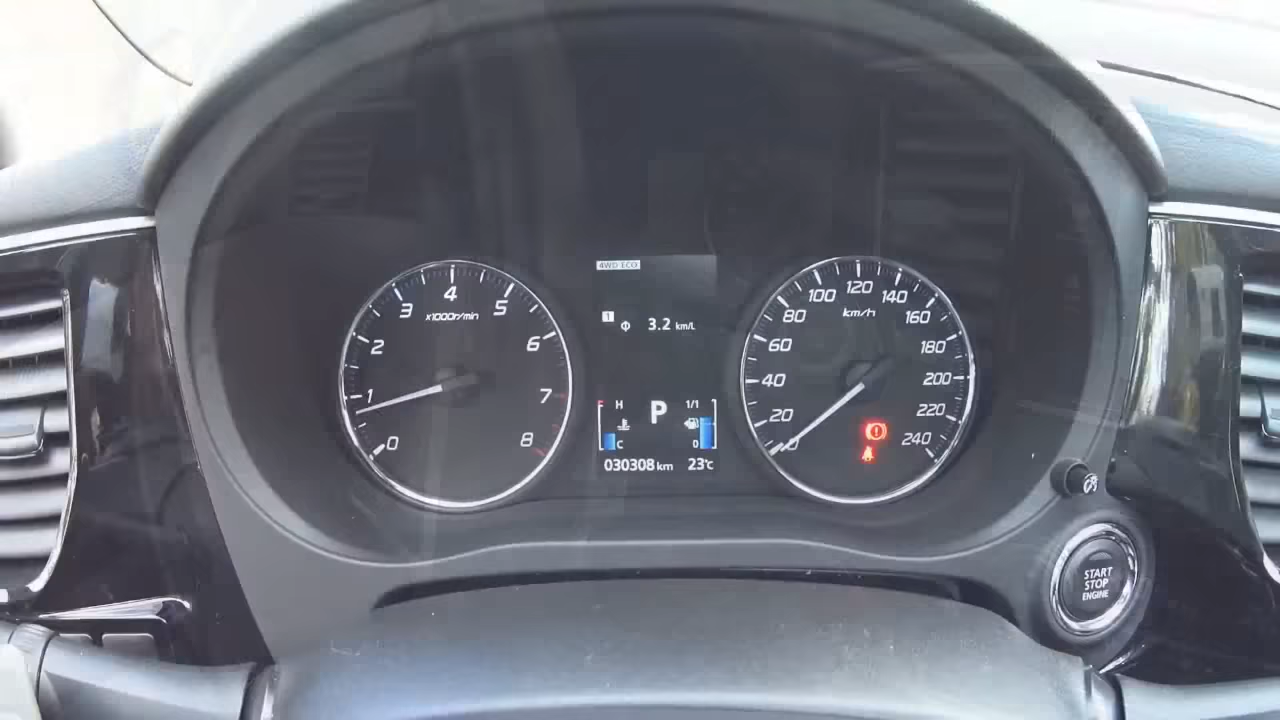 4WD ECO
0 1 2 3 4 5 6 7 8
x1000r/min
1 3.2 km/L
H P 1/1
C 0
030308 km 23°c
0 20 40 60 80 100 120 140 160 180 200 220 240
km/h
START
STOP
ENGINE